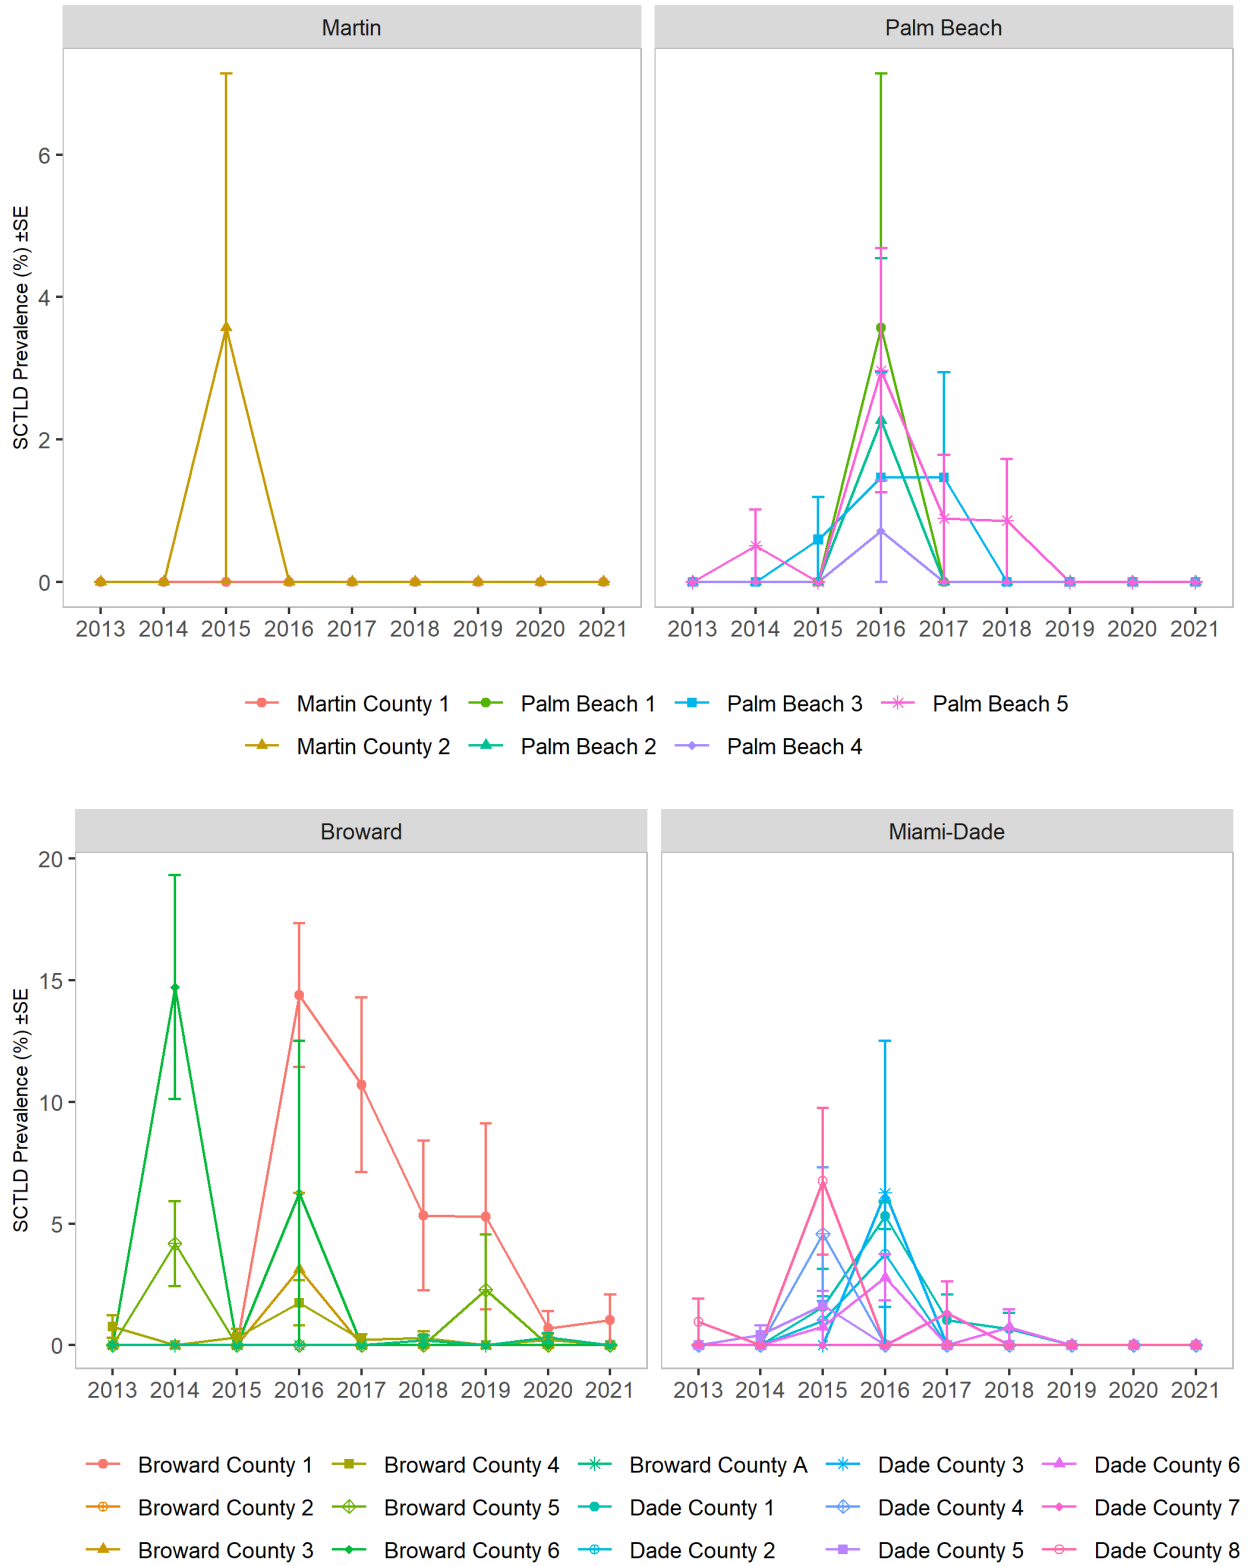 Martin
Palm Beach
SCTLD Prevalence (%) ±SE
6
4
2
0
2013 2014 2015 2016 2017 2018 2019 2020 2021
2013 2014 2015 2016 2017 2018 2019 2020 2021
Martin County 1 Palm Beach 1 Palm Beach 3 Palm Beach 5
Martin County 2 Palm Beach 2 Palm Beach 4
Broward
Miami-Dade
SCTLD Prevalence (%) ±SE
20
15
10
5
0
2013 2014 2015 2016 2017 2018 2019 2020 2021
2013 2014 2015 2016 2017 2018 2019 2020 2021
Broward County 1 Broward County 4 Broward County A Dade County 3 Dade County 6
Broward County 2 Broward County 5 Dade County 1 Dade County 4 Dade County 7
Broward County 3 Broward County 6 Dade County 2 Dade County 5 Dade County 8